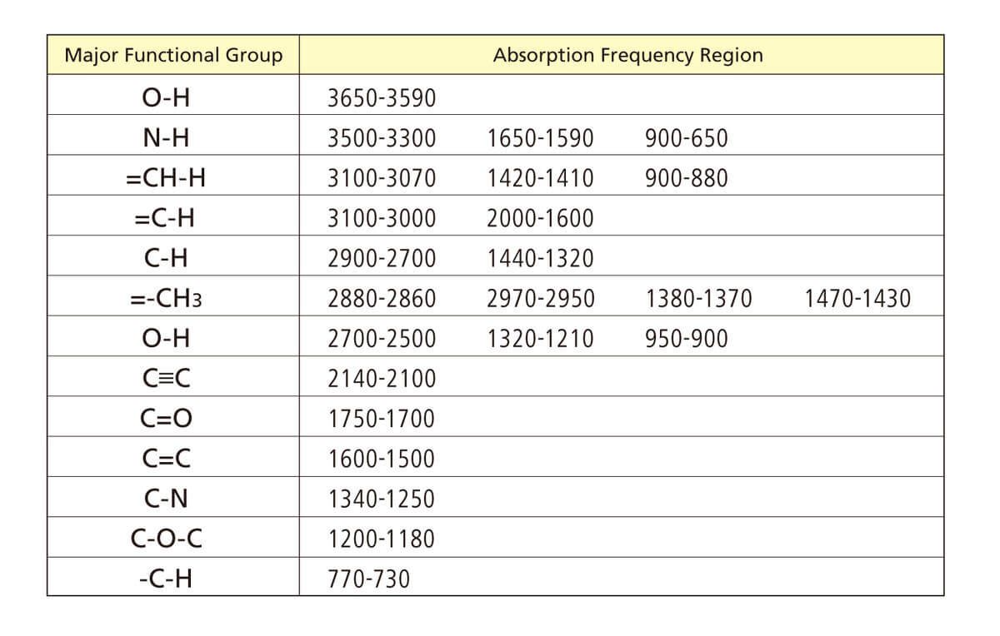 Major Functional Group Absorption Frequency Region
O-H 3650-3590
N-H 3500-3300 1650-1590 900-650
=CH-H 3100-3070 1420-1410 900-880
=C-H 3100-3000 2000-1600
C-H 2900-2700 1440-1320
=-CH3 2880-2860 2970-2950 1380-1370 1470-1430
O-H 2700-2500 1320-1210 950-900
C≡C 2140-2100
C=O 1750-1700
C=C 1600-1500
C-N 1340-1250
C-O-C 1200-1180
-C-H 770-730